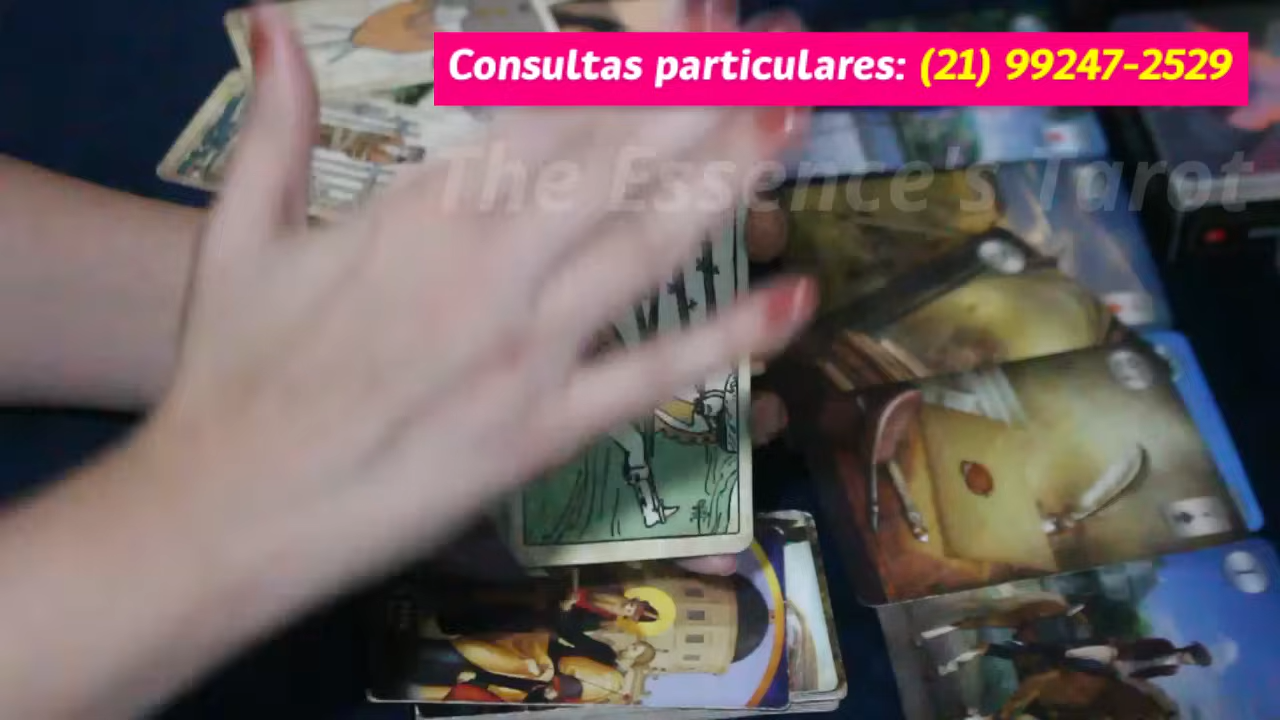 Consultas particulares: (21) 99247-2529
The Essence's Tarot